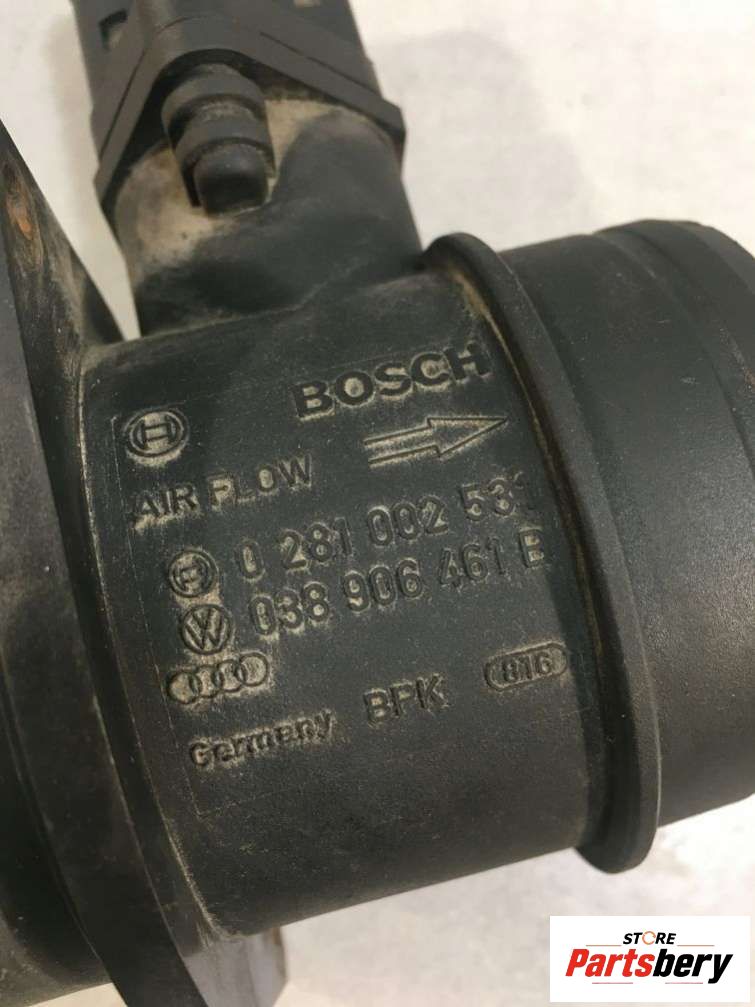 BOSCH
AIR FLOW
0 281 002 531
038 906 461 B
Germany BPK 816
STORE
Partsbery